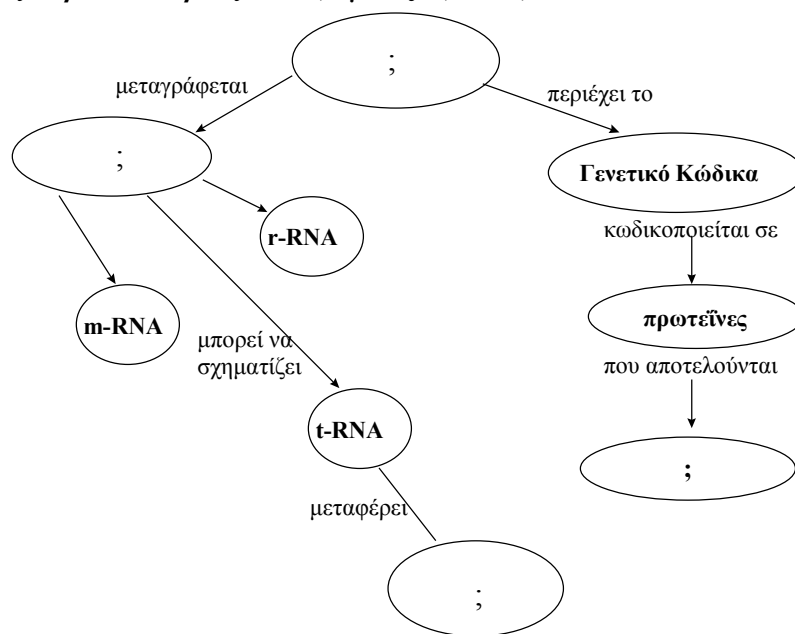 ;
μεταγράφεται
περιέχει το
;
Γενετικό Κώδικα
r-RNA
κωδικοποιείται σε
m-RNA
πρωτεΐνες
μπορεί να
σχηματίζει
που αποτελούνται
t-RNA
;
μεταφέρει
;